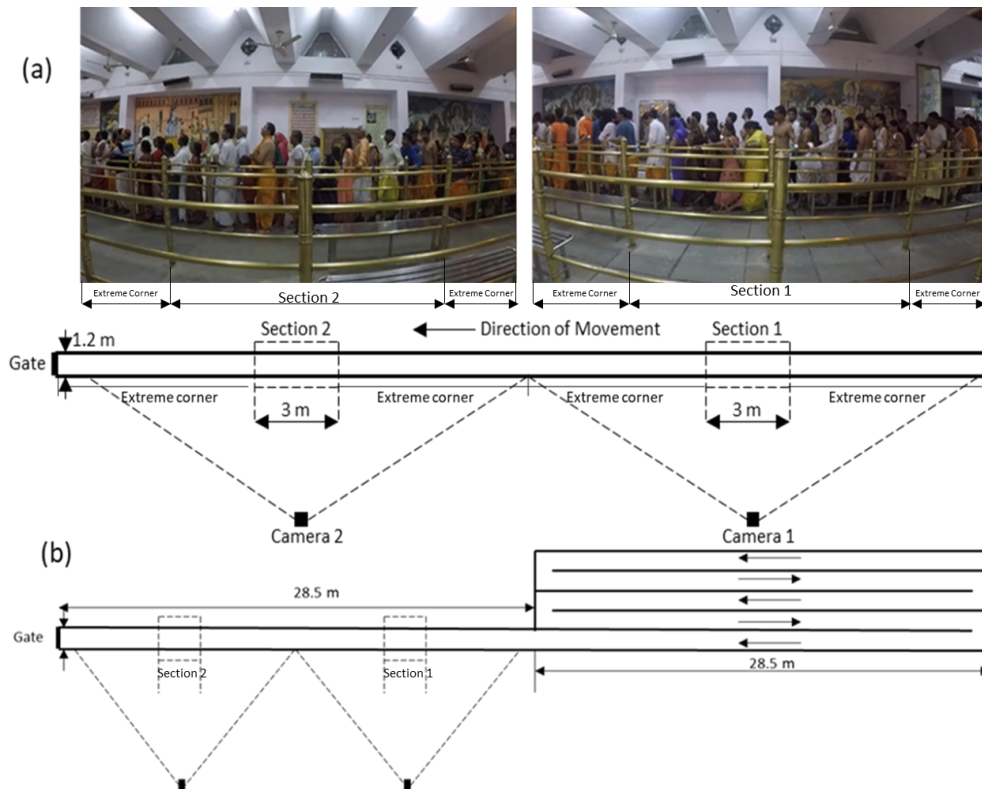 (a)
Extreme Corner
Section 2
Extreme Corner
Extreme Corner
Section 1
Extreme Corner
Section 2
Direction of Movement
Section 1
1.2 m
Gate
Extreme corner
Extreme corner
Extreme corner
Extreme corner
3 m
3 m
Camera 2
Camera 1
(b)
28.5 m
Gate
Section 2
Section 1
28.5 m